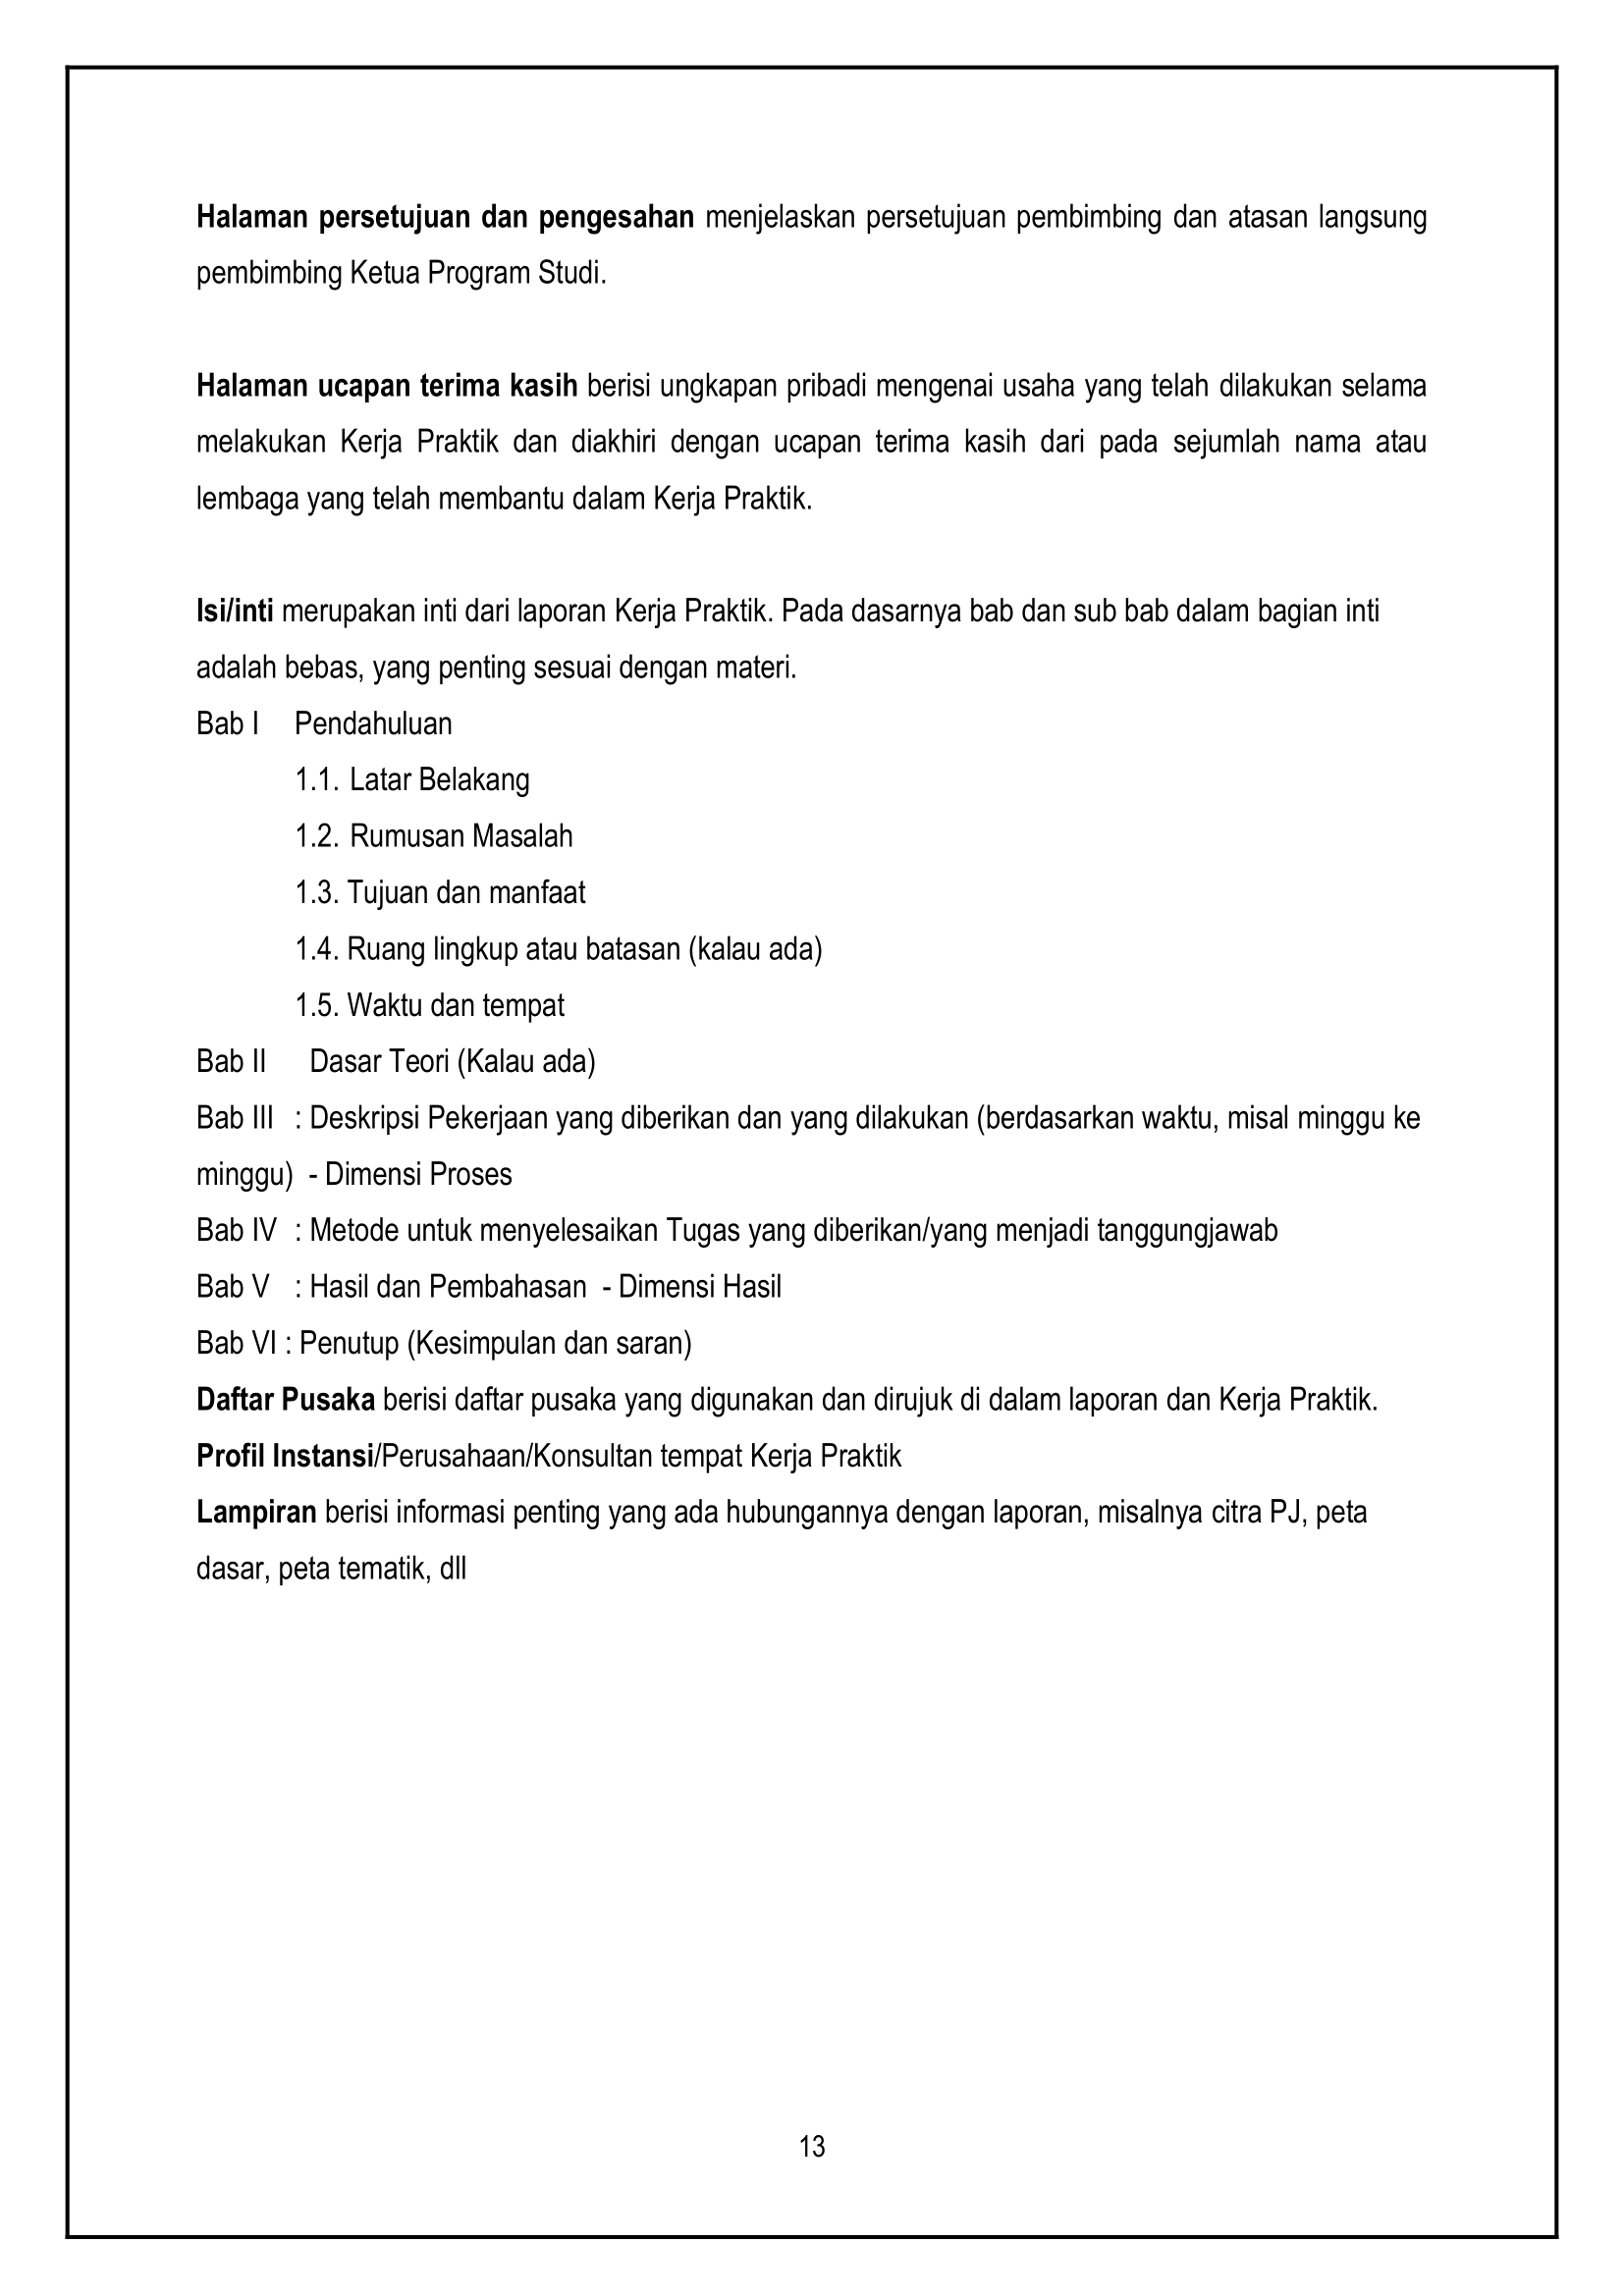 Halaman persetujuan dan pengesahan menjelaskan persetujuan pembimbing dan atasan langsung
pembimbing Ketua Program Studi.
Halaman ucapan terima kasih berisi ungkapan pribadi mengenai usaha yang telah dilakukan selama
melakukan Kerja Praktik dan diakhiri dengan ucapan terima kasih dari pada sejumlah nama atau
lembaga yang telah membantu dalam Kerja Praktik.
Isi/inti merupakan inti dari laporan Kerja Praktik. Pada dasarnya bab dan sub bab dalam bagian inti
adalah bebas, yang penting sesuai dengan materi.
Bab I Pendahuluan
1.1. Latar Belakang
1.2. Rumusan Masalah
1.3. Tujuan dan manfaat
1.4. Ruang lingkup atau batasan (kalau ada)
1.5. Waktu dan tempat
Bab II Dasar Teori (Kalau ada)
Bab III : Deskripsi Pekerjaan yang diberikan dan yang dilakukan (berdasarkan waktu, misal minggu ke
minggu) - Dimensi Proses
Bab IV : Metode untuk menyelesaikan Tugas yang diberikan/yang menjadi tanggungjawab
Bab V : Hasil dan Pembahasan - Dimensi Hasil
Bab VI : Penutup (Kesimpulan dan saran)
Daftar Pusaka berisi daftar pusaka yang digunakan dan dirujuk di dalam laporan dan Kerja Praktik.
Profil Instansi/Perusahaan/Konsultan tempat Kerja Praktik
Lampiran berisi informasi penting yang ada hubungannya dengan laporan, misalnya citra PJ, peta
dasar, peta tematik, dll
13